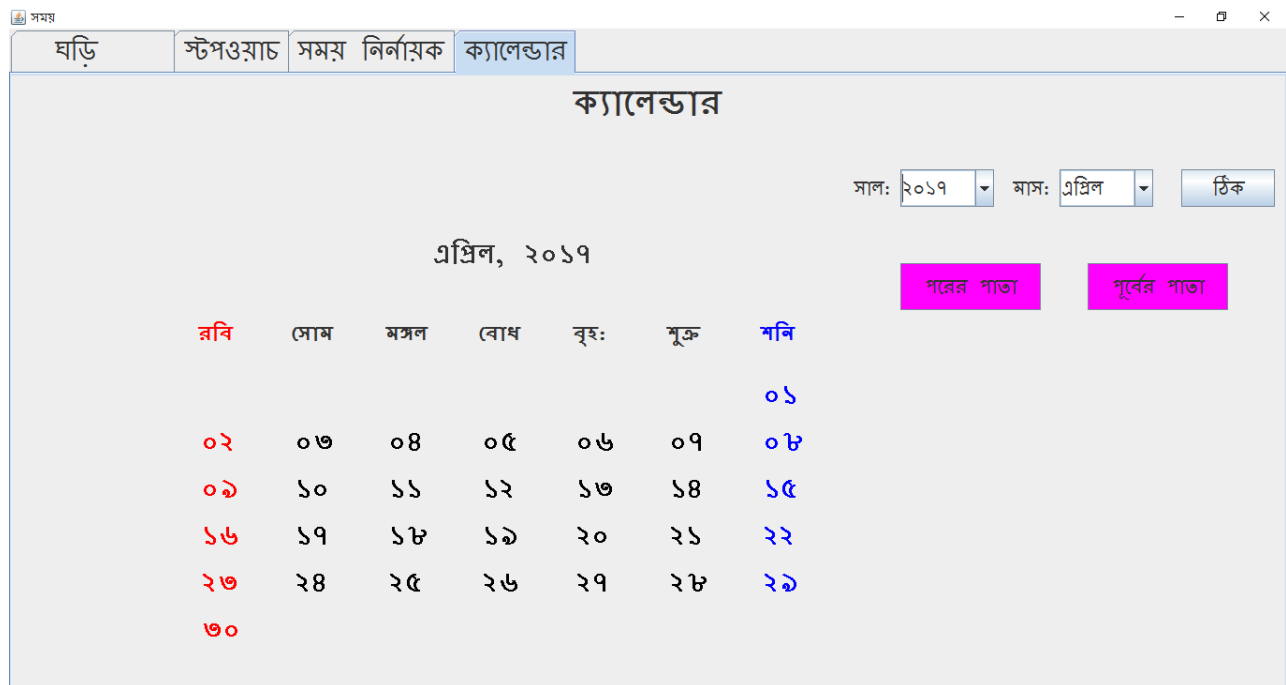 সময়
ঘড়ি স্টপওয়াচ সময় নির্নায়ক ক্যালেন্ডার
ক্যালেন্ডার
সাল: ২০১৭ মাস: এপ্রিল ঠিক
এপ্রিল, ২০১৭
পরের পাতা পূর্বের পাতা
রবি সোম মঙ্গল বোধ বৃহ: শুক্র শনি
০১
০২ ০৩ ০৪ ০৫ ০৬ ০৭ ০৮
০৯ ১০ ১১ ১২ ১৩ ১৪ ১৫
১৬ ১৭ ১৮ ১৯ ২০ ২১ ২২
২৩ ২৪ ২৫ ২৬ ২৭ ২৮ ২৯
৩০